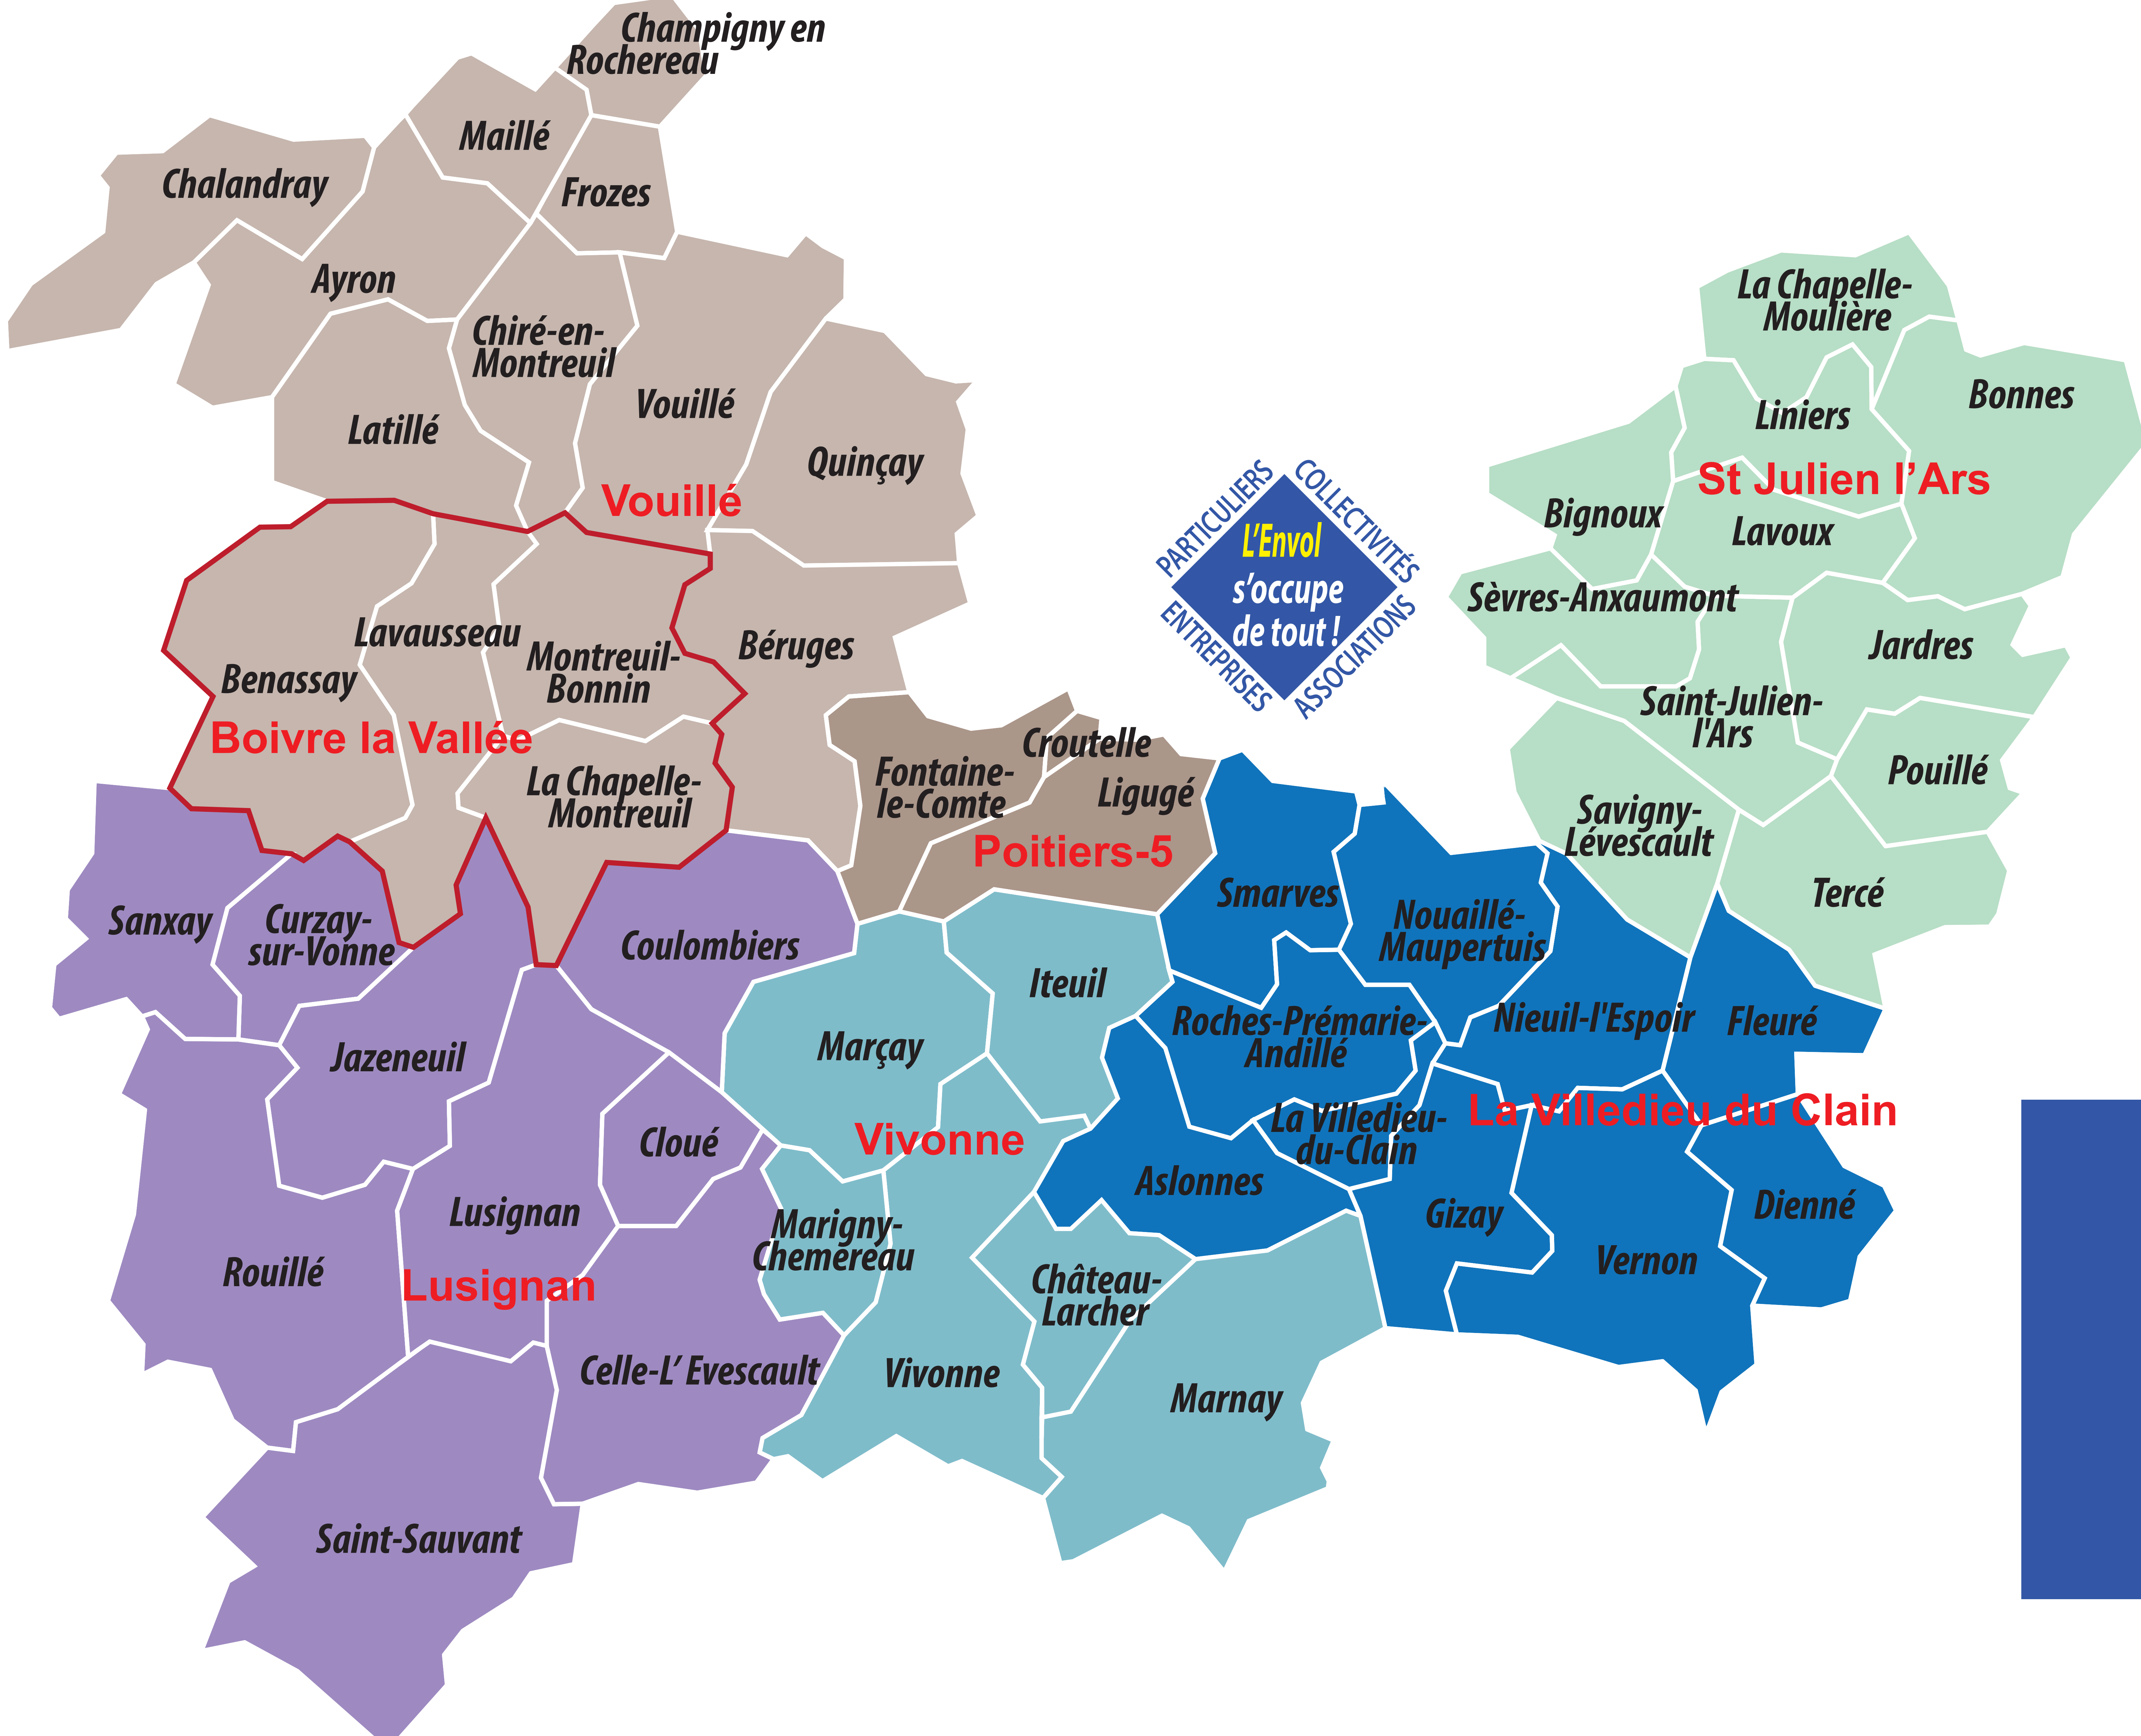 Champigny en
Rochereau
Maillé
Chalandray
Frozes
Ayron
Chiré-en-
Montreuil
Vouillé
Latillé
Quinçay
Vouillé
Lavausseau
Montreuil-
Bonnin
Béruges
Benassay
Boivre la Vallée
La Chapelle-
Montreuil
Fontaine-
le-Comte
Croutelle
Ligugé
Poitiers-5
PARTICULIERS
COLLECTIVITÉS
L'Envol
s'occupe
de tout !
ENTREPRISES
ASSOCIATIONS
La Chapelle-
Moulière
Bonnes
Liniers
St Julien l'Ars
Bignoux
Lavoux
Sèvres-Anxaumont
Jardres
Saint-Julien-
l'Ars
Pouillé
Savigny-
Lévescault
Tercé
Sanxay
Curzay-
sur-Vonne
Coulombiers
Jazeneuil
Cloué
Lusignan
Rouillé
Lusignan
Celle-L' Evescault
Saint-Sauvant
Iteuil
Marçay
Vivonne
Marigny-
Chemereau
Château-
Larcher
Vivonne
Marnay
Smarves
Nouaillé-
Maupertuis
Roches-Prémarie-
Andillé
Nieuil-l'Espoir
Fleuré
La Villedieu-
du-Clain
La Villedieu du Clain
Aslonnes
Gizay
Dienné
Vernon